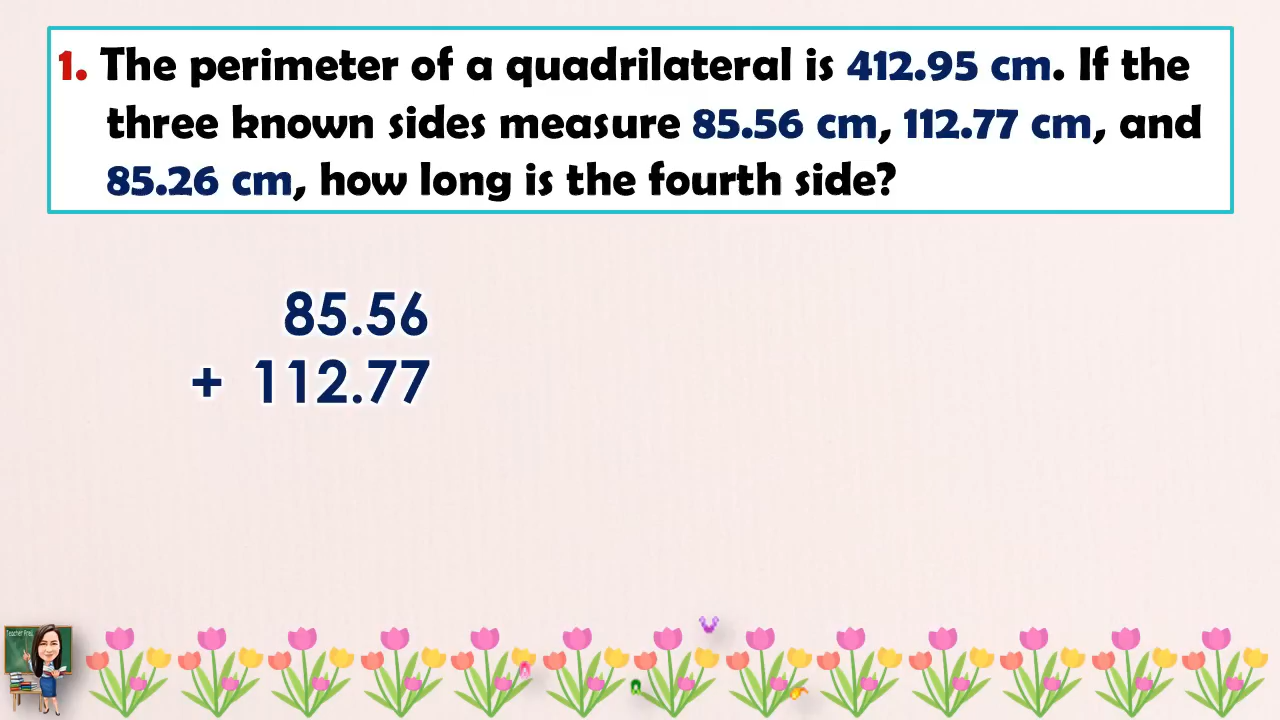 1. The perimeter of a quadrilateral is 412.95 cm. If the
three known sides measure 85.56 cm, 112.77 cm, and
85.26 cm, how long is the fourth side?
85.56
+ 112.77